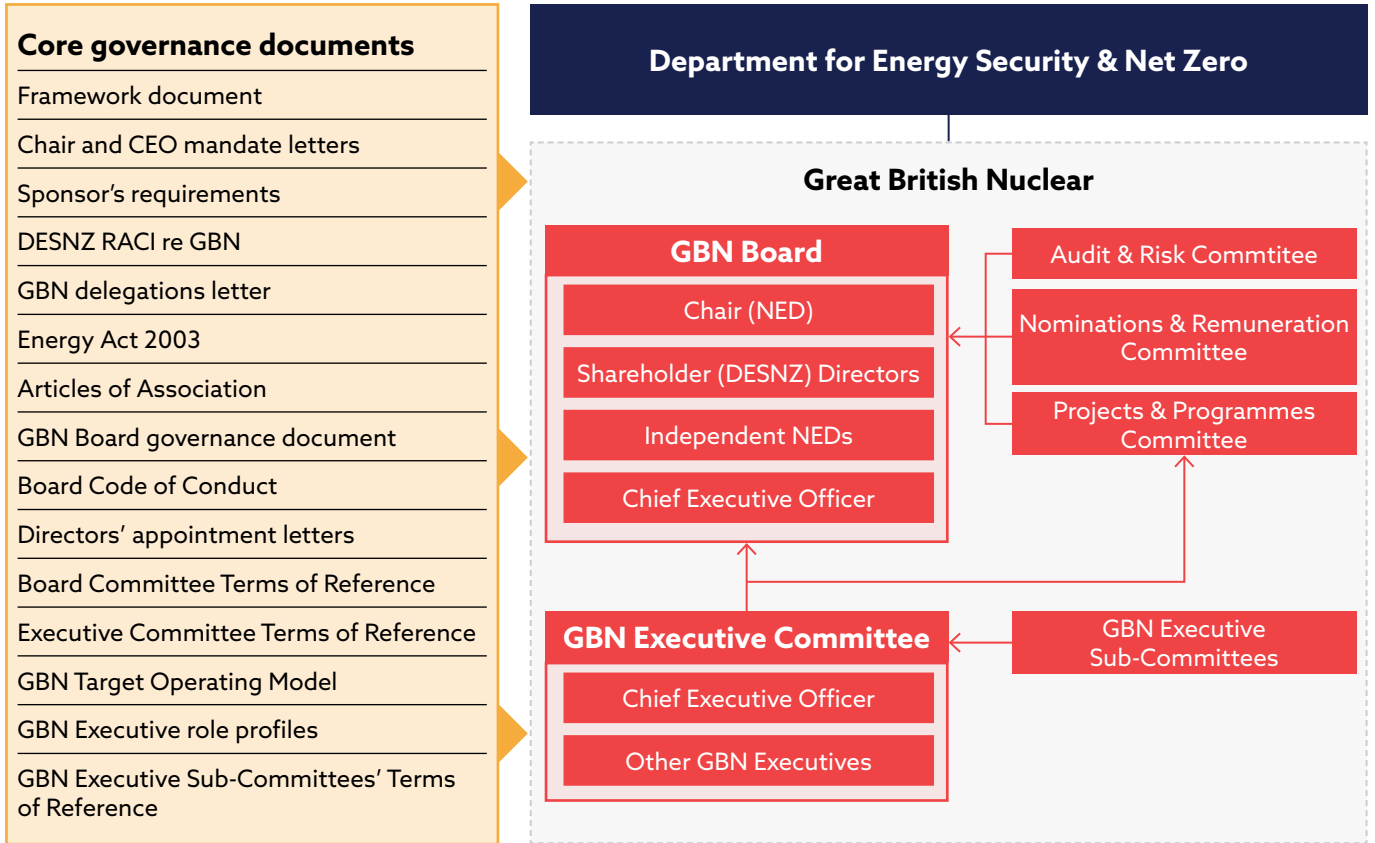 Core governance documents
Framework document
Chair and CEO mandate letters
Sponsor’s requirements
DESNZ RACI re GBN
GBN delegations letter
Energy Act 2003
Articles of Association
GBN Board governance document
Board Code of Conduct
Directors’ appointment letters
Board Committee Terms of Reference
Executive Committee Terms of Reference
GBN Target Operating Model
GBN Executive role profiles
GBN Executive Sub-Committees’ Terms
of Reference
Department for Energy Security & Net Zero
Great British Nuclear
GBN Board
Chair (NED)
Shareholder (DESNZ) Directors
Independent NEDs
Chief Executive Officer
Audit & Risk Commtitee
Nominations & Remuneration
Committee
Projects & Programmes
Committee
GBN Executive Committee
Chief Executive Officer
Other GBN Executives
GBN Executive
Sub-Committees